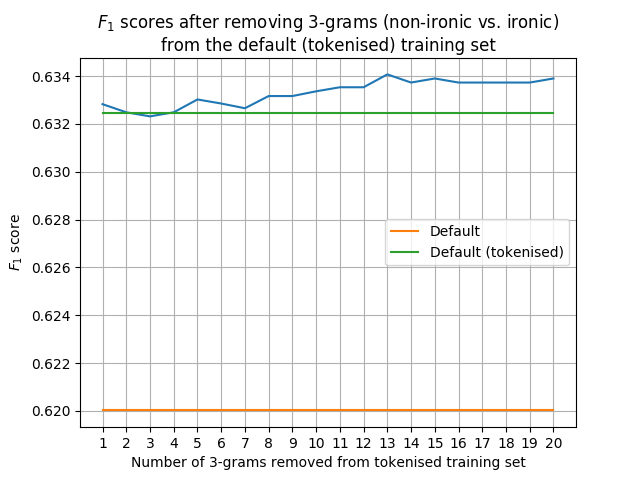 F1 scores after removing 3-grams (non-ironic vs. ironic)
from the default (tokenised) training set
0.634
0.632
0.630
0.628
0.626
0.624
0.622
0.620
F1 score
Default
Default (tokenised)
1 2 3 4 5 6 7 8 9 10 11 12 13 14 15 16 17 18 19 20
Number of 3-grams removed from tokenised training set